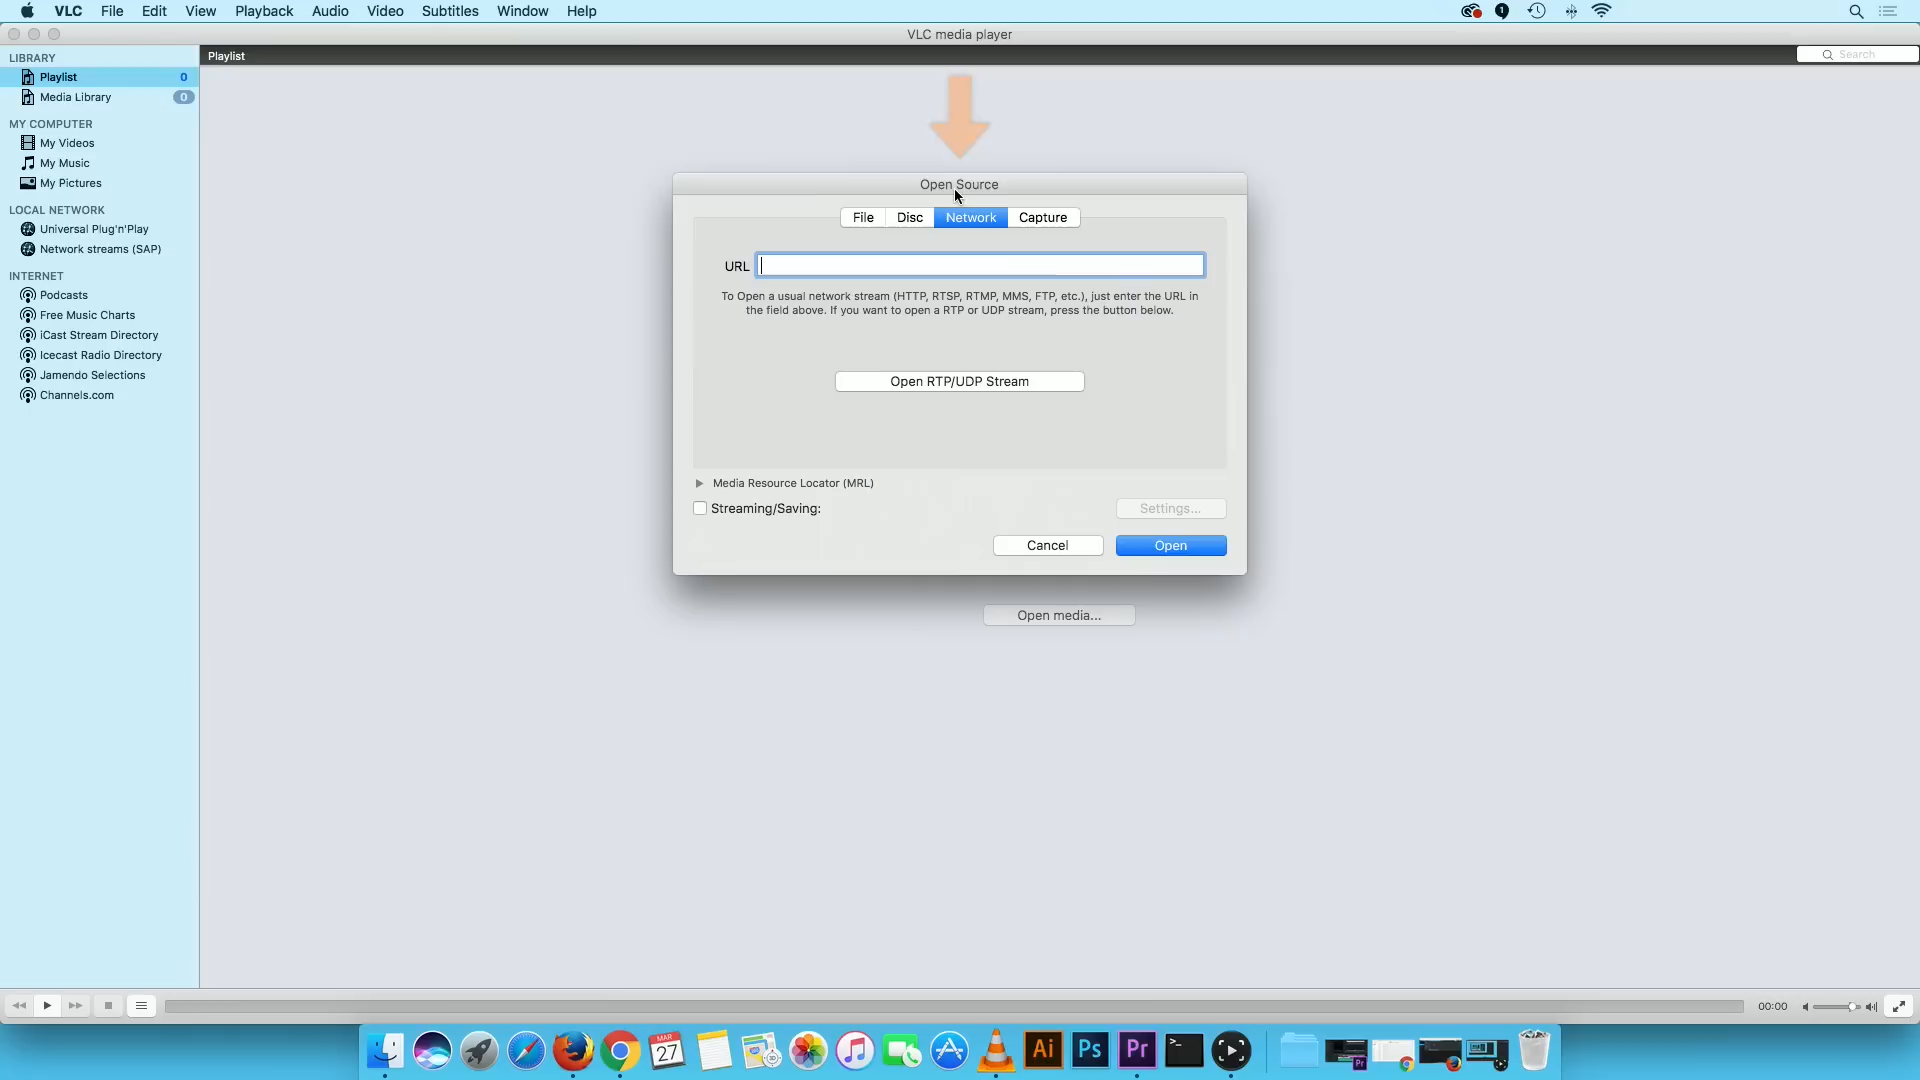 VLC File Edit View Playback Audio Video Subtitles Window Help
VLC media player
LIBRARY
Playlist 0
Media Library 0
MY COMPUTER
My Videos
My Music
My Pictures
LOCAL NETWORK
Universal Plug'n'Play
Network streams (SAP)
INTERNET
Podcasts
Free Music Charts
iCast Stream Directory
Icecast Radio Directory
Jamendo Selections
Channels.com
Playlist
Search
Open Source
File Disc Network Capture
URL
To Open a usual network stream (HTTP, RTSP, RTMP, MMS, FTP, etc.), just enter the URL in
the field above. If you want to open a RTP or UDP stream, press the button below.
Open RTP/UDP Stream
Media Resource Locator (MRL)
Streaming/Saving:
Settings...
Cancel Open
Open media...
00:00
MAR
27
Ai
Ps
Pr
>_
Pr